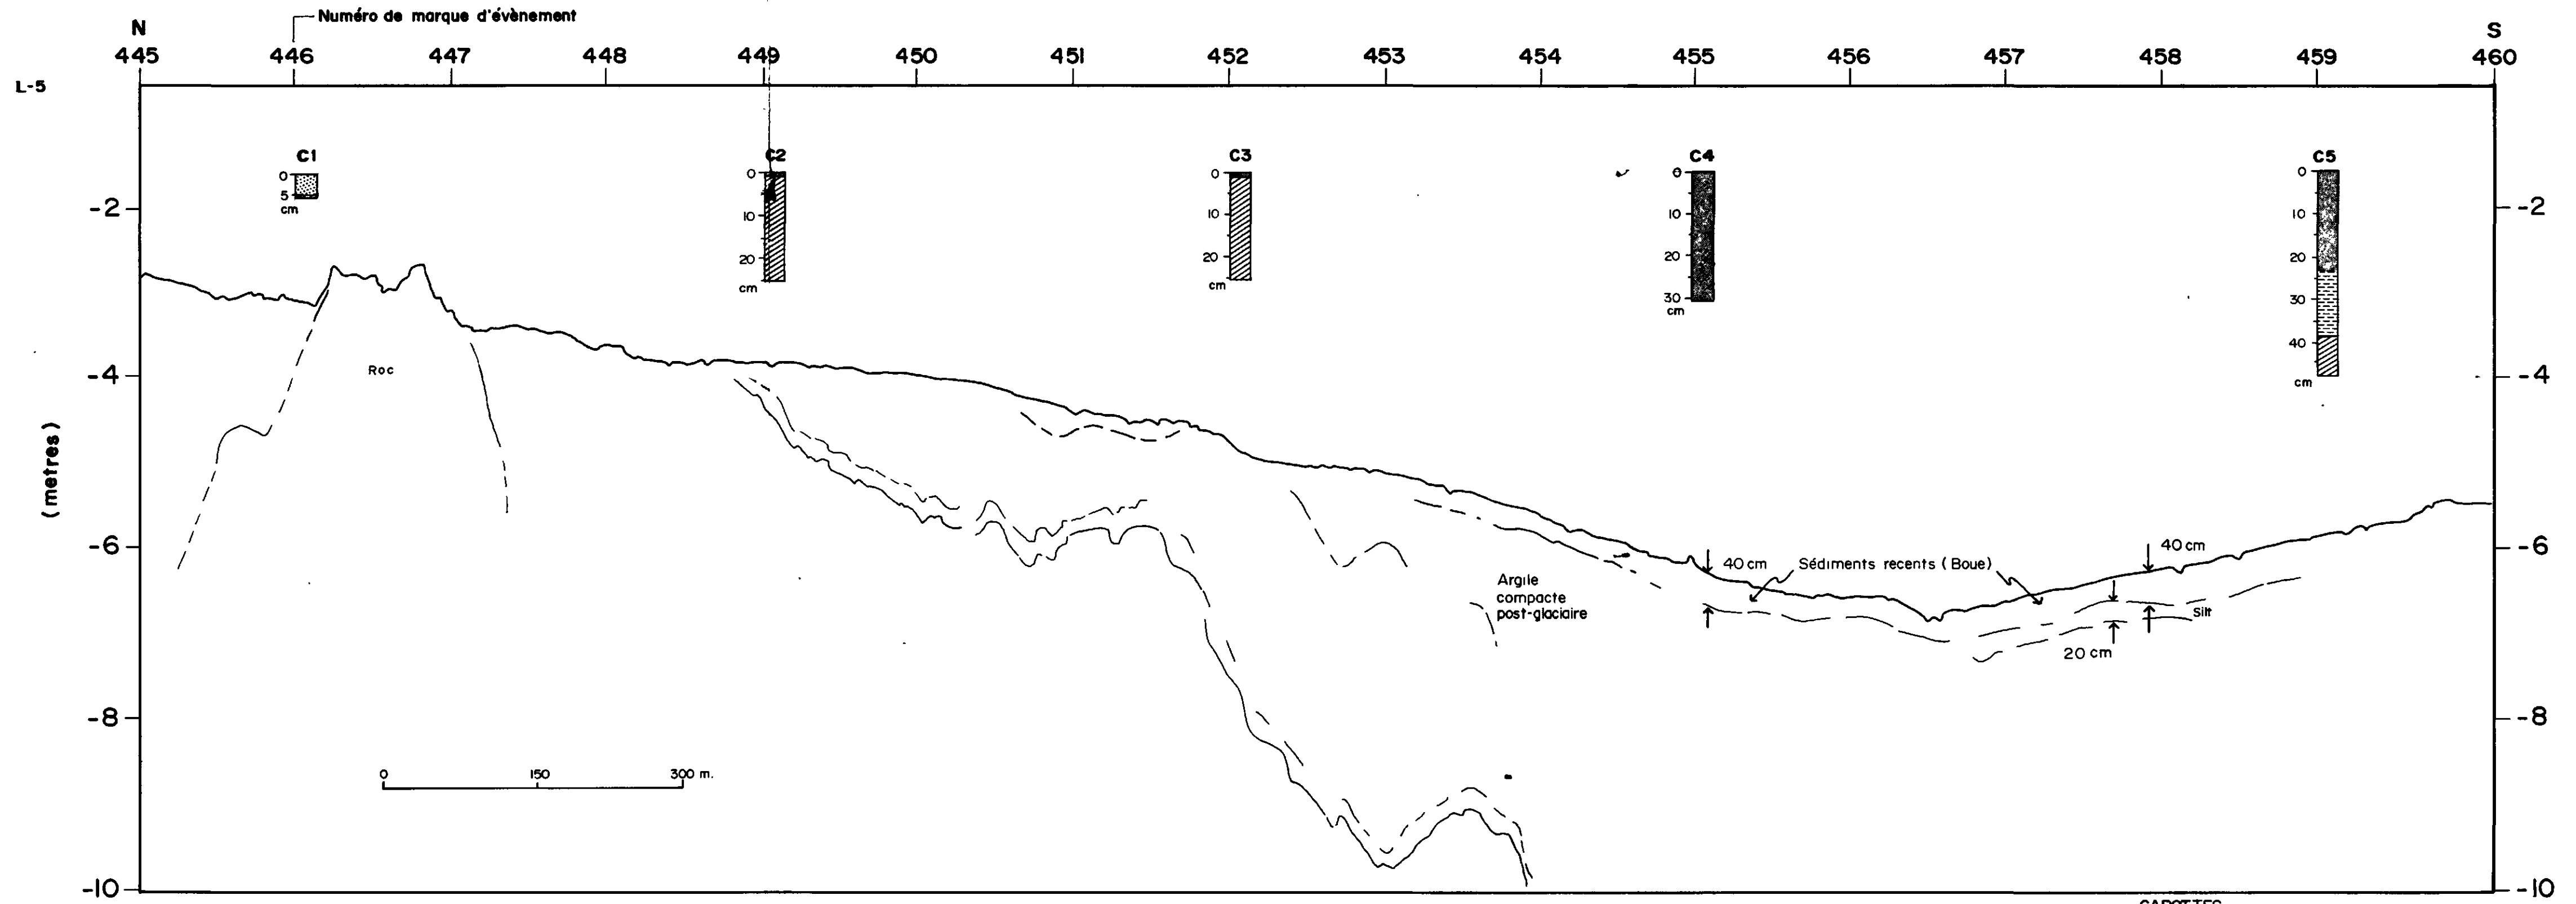 Numéro de marque d'évènement
N S
445 446 447 448 449 450 451 452 453 454 455 456 457 458 459 460
L-5
C1 C2 C3 C4 C5
0 0 0 0 0
5 10 10 10 10
cm 20 20 20 20
cm cm 30 30
cm 40
cm
-2 -2
Roc
-4 -4
(metres)
-6 -6
40 cm
40 cm Sédiments recents (Boue)
Argile
compacte
post-glaciaire
Silt
20 cm
-8 -8
0 150 300 m.
-10 -10